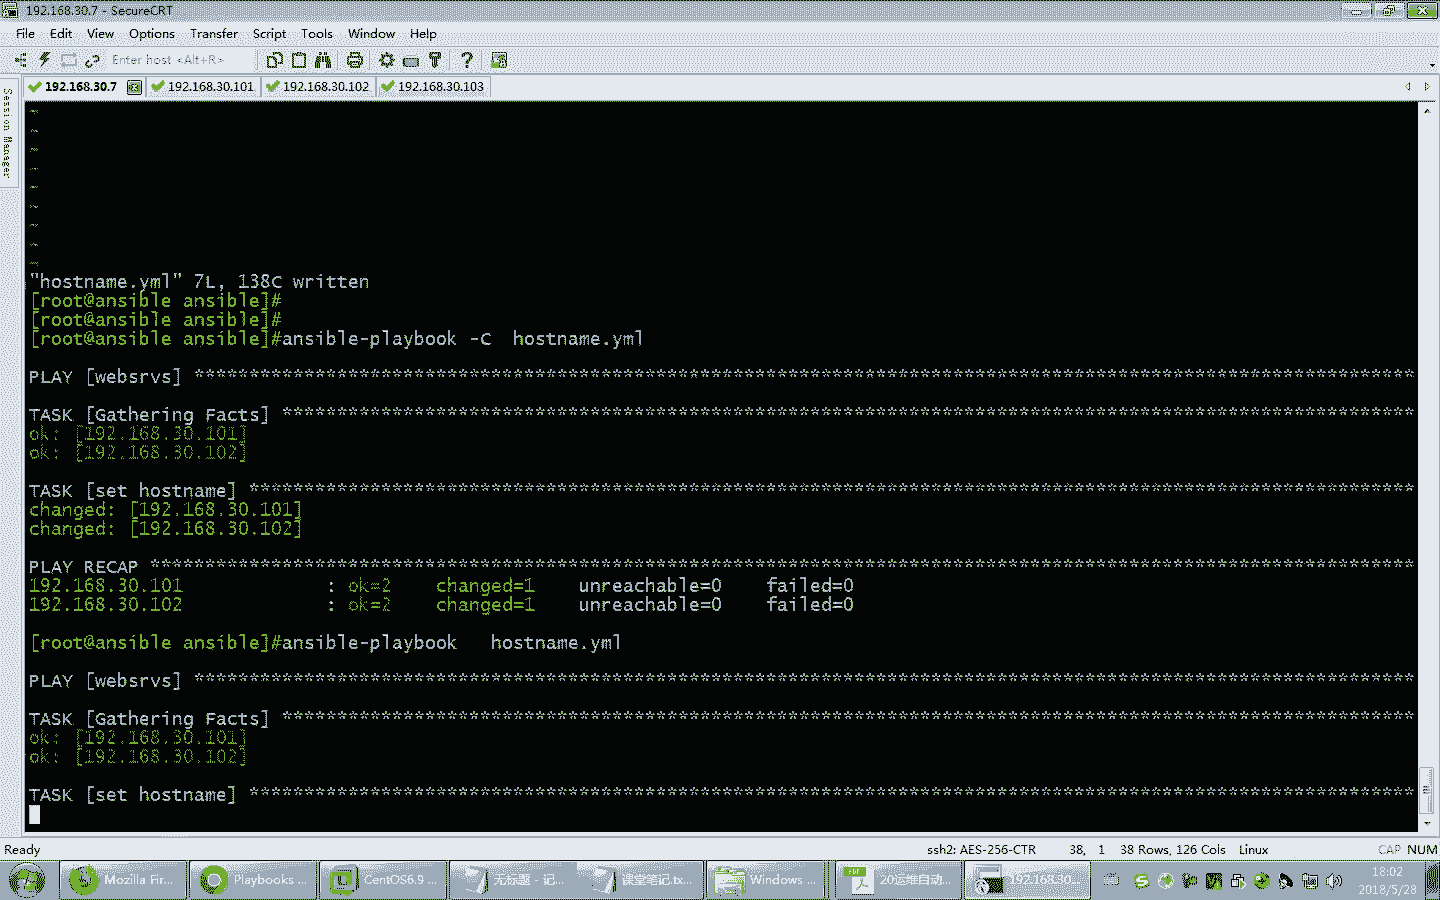 192.168.30.7 - SecureCRT
File Edit View Options Transfer Script Tools Window Help
Enter host <Alt+R>
192.168.30.7 192.168.30.101 192.168.30.102 192.168.30.103
Session Manager
~
~
~
~
~
~
~
~
~
"hostname.yml" 7L, 138C written
[root@ansible ansible]#
[root@ansible ansible]#
[root@ansible ansible]#ansible-playbook -C  hostname.yml
PLAY [websrvs] ****************************************************************************************************************
TASK [Gathering Facts] ********************************************************************************************************
ok: [192.168.30.101]
ok: [192.168.30.102]
TASK [set hostname] ***********************************************************************************************************
changed: [192.168.30.101]
changed: [192.168.30.102]
PLAY RECAP ********************************************************************************************************************
192.168.30.101 : ok=2 changed=1 unreachable=0 failed=0
192.168.30.102 : ok=2 changed=1 unreachable=0 failed=0
[root@ansible ansible]#ansible-playbook   hostname.yml
PLAY [websrvs] ****************************************************************************************************************
TASK [Gathering Facts] ********************************************************************************************************
ok: [192.168.30.101]
ok: [192.168.30.102]
TASK [set hostname] ***********************************************************************************************************
Ready ssh2: AES-256-CTR 38, 1 38 Rows, 126 Cols Linux CAP NUM
Mozilla Fir... Playbooks ... CentOS6.9 ... 无标题 - 记... 课堂笔记.tx... Windows ... 20运维自动... 192.168.30... 18:02
2018/5/28